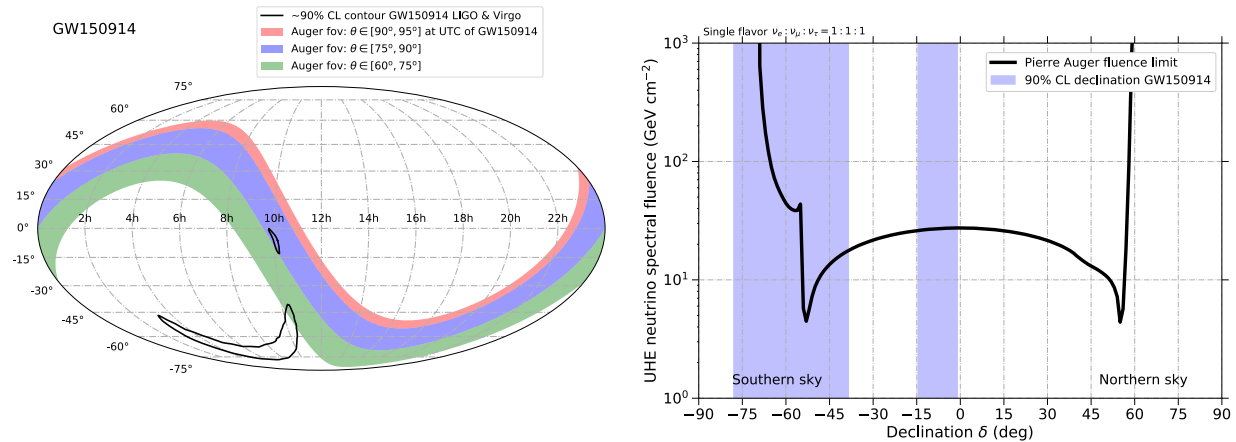 GW150914
~90% CL contour GW150914 LIGO & Virgo
Auger fov: θ ∈ [90°, 95°] at UTC of GW150914
Auger fov: θ ∈ [75°, 90°]
Auger fov: θ ∈ [60°, 75°]
75°
60°
45°
30°
15°
0°
-15°
-30°
-45°
-60°
-75°
2h 4h 6h 8h 10h 12h 14h 16h 18h 20h 22h
Single flavor νe : νμ : ντ = 1 : 1 : 1
Pierre Auger fluence limit
90% CL declination GW150914
UHE neutrino spectral fluence (GeV cm⁻²)
10³
10²
10¹
10⁰
Southern sky
Northern sky
−90 −75 −60 −45 −30 −15 0 15 30 45 60 75 90
Declination δ (deg)